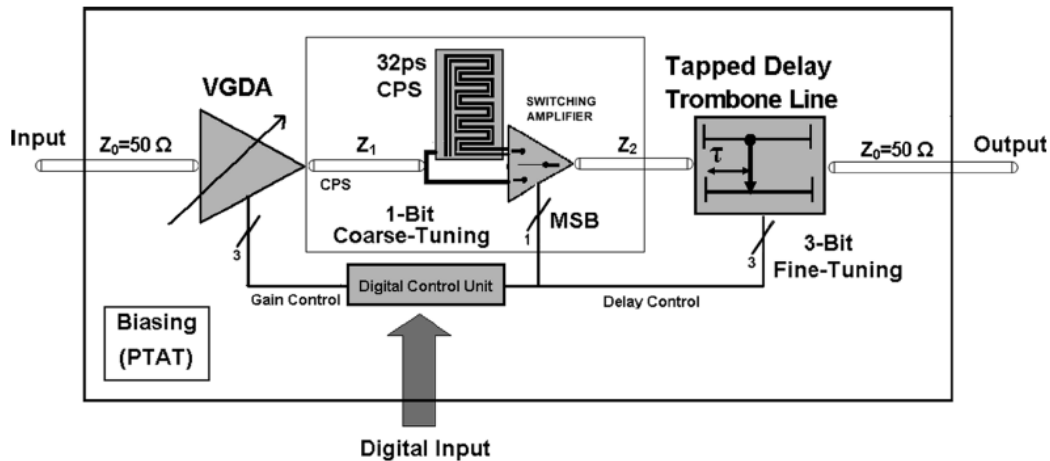 VGDA
32ps
CPS
SWITCHING
AMPLIFIER
Tapped Delay
Trombone Line
Input
Z0=50 Ω
Z1
CPS
Z2
τ
Z0=50 Ω
Output
1-Bit
Coarse-Tuning
MSB
1
3
3
3-Bit
Fine-Tuning
Gain Control
Digital Control Unit
Delay Control
Biasing
(PTAT)
Digital Input